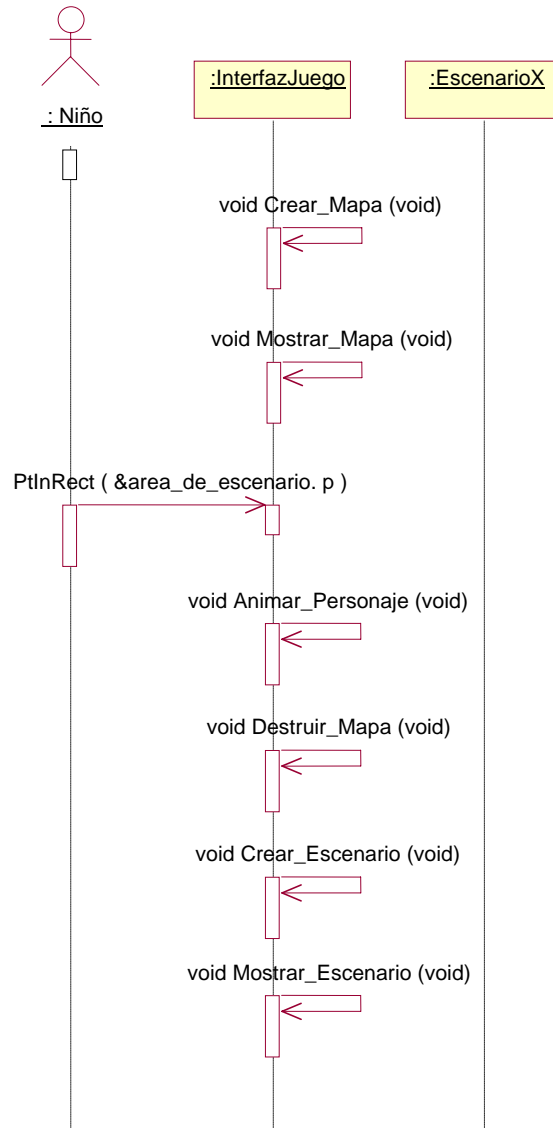 : Niño
:InterfazJuego
:EscenarioX
void Crear_Mapa (void)
void Mostrar_Mapa (void)
PtInRect ( &area_de_escenario. p )
void Animar_Personaje (void)
void Destruir_Mapa (void)
void Crear_Escenario (void)
void Mostrar_Escenario (void)